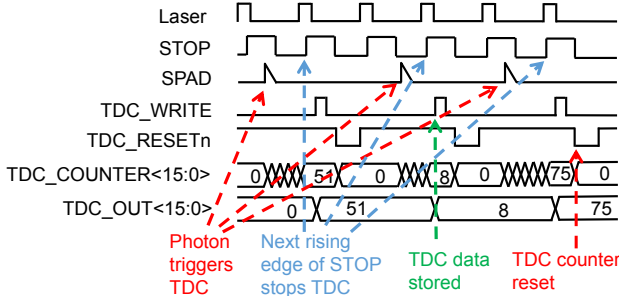 Laser
STOP
SPAD
TDC_WRITE
TDC_RESETn
TDC_COUNTER<15:0> 0 51 0 8 0 75 0
TDC_OUT<15:0> 0 51 8 75
Photon triggers TDC
Next rising edge of STOP stops TDC
TDC data stored
TDC counter reset